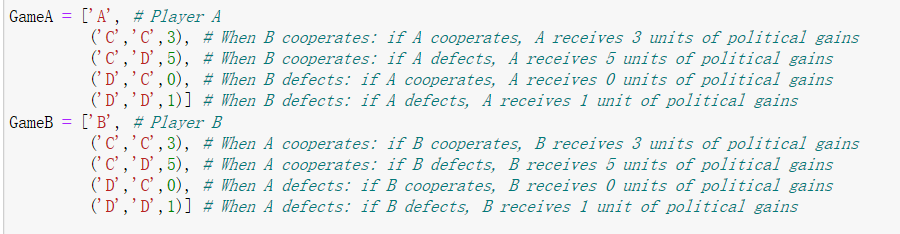 GameA = ['A', # Player A
('C','C',3), # When B cooperates: if A cooperates, A receives 3 units of political gains
('C','D',5), # When B cooperates: if A defects, A receives 5 units of political gains
('D','C',0), # When B defects: if A cooperates, A receives 0 units of political gains
('D','D',1)] # When B defects: if A defects, A receives 1 unit of political gains
GameB = ['B', # Player B
('C','C',3), # When A cooperates: if B cooperates, B receives 3 units of political gains
('C','D',5), # When A cooperates: if B defects, B receives 5 units of political gains
('D','C',0), # When A defects: if B cooperates, B receives 0 units of political gains
('D','D',1)] # When A defects: if B defects, B receives 1 unit of political gains